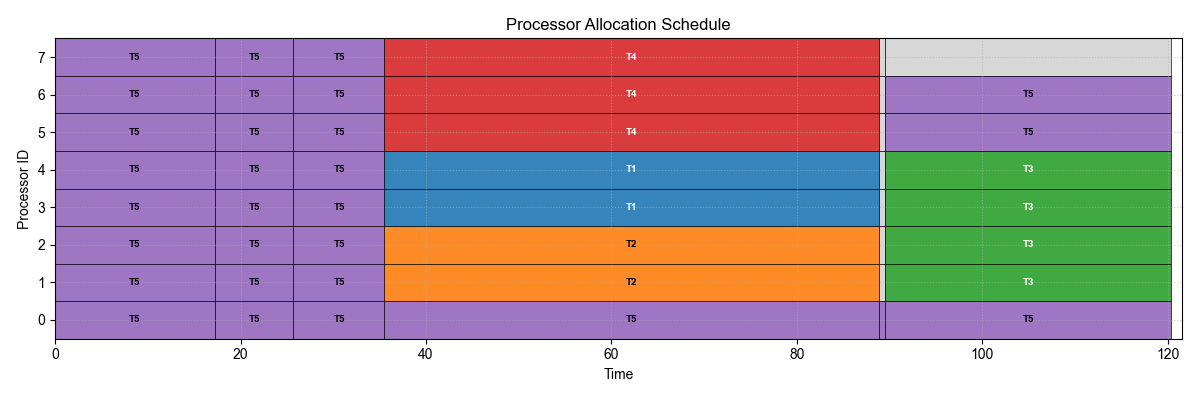 Processor Allocation Schedule
7 T5 T5 T5 T4
6 T5 T5 T5 T4 T5
5 T5 T5 T5 T4 T5
4 T5 T5 T5 T1 T3
3 T5 T5 T5 T1 T3
2 T5 T5 T5 T2 T3
1 T5 T5 T5 T2 T3
0 T5 T5 T5 T5 T5
Processor ID
0 20 40 60 80 100 120
Time